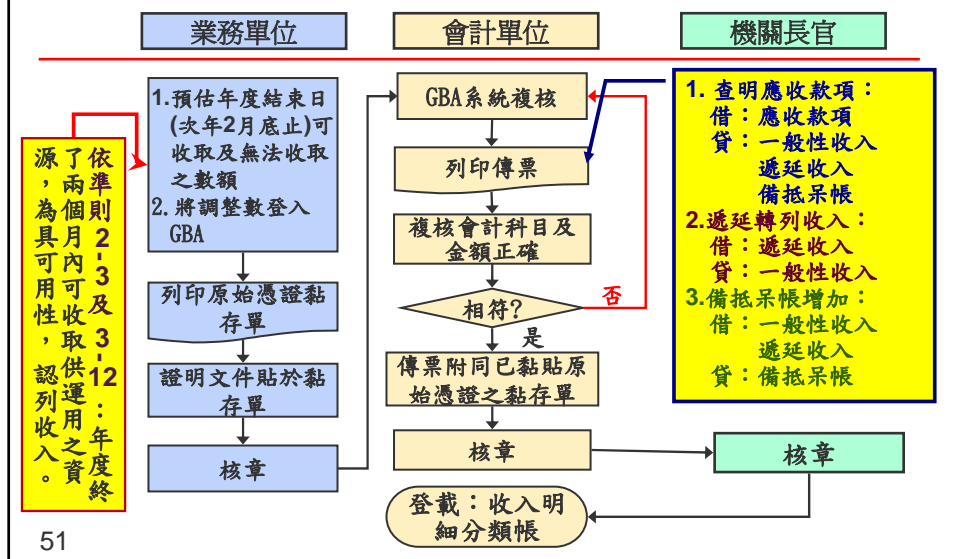 業務單位
會計單位
機關長官
依準則2-3及3-12：年度終
了兩個月內可收取供運用之資
源，為具可用性，認列收入。
1.預估年度結束日
(次年2月底止)可
收取及無法收取
之數額
2.將調整數登入
GBA
列印原始憑證黏
存單
證明文件貼於黏
存單
核章
GBA系統複核
列印傳票
複核會計科目及
金額正確
相符?
否
是
傳票附同已黏貼原
始憑證之黏存單
核章
登載：收入明
細分類帳
1. 查明應收款項：
借：應收款項
貸：一般性收入
遞延收入
備抵呆帳
2.遞延轉列收入：
借：遞延收入
貸：一般性收入
3.備抵呆帳增加：
借：一般性收入
遞延收入
貸：備抵呆帳
核章
51